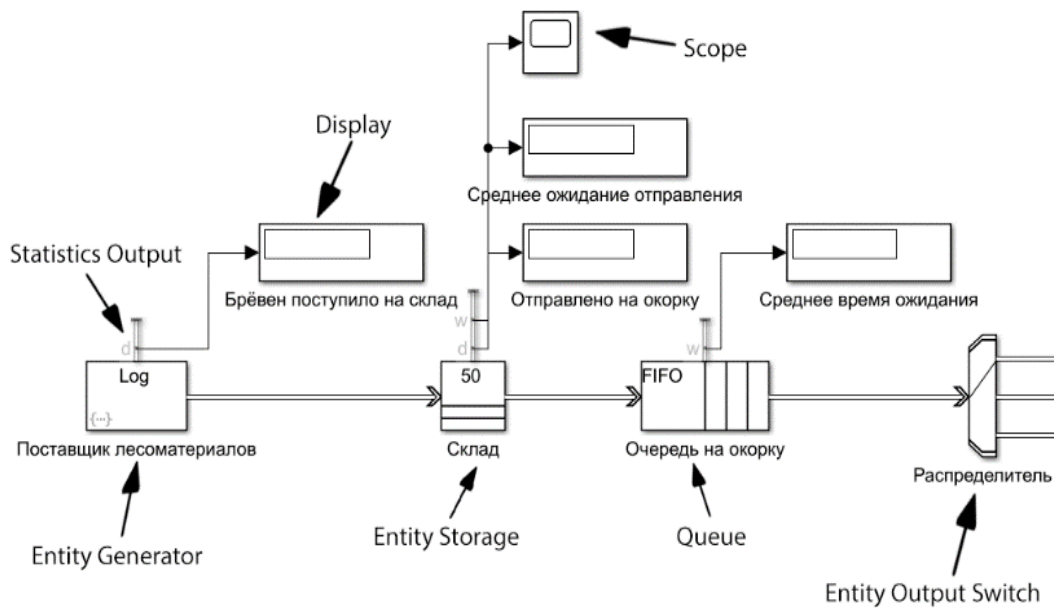 Scope
Display
Среднее ожидание отправления
Statistics Output
Брёвен поступило на склад
Отправлено на окорку
Среднее время ожидания
d
w
d
w
Log
{...}
50
FIFO
Поставщик лесоматериалов
Склад
Очередь на окорку
Распределитель
Entity Generator
Entity Storage
Queue
Entity Output Switch